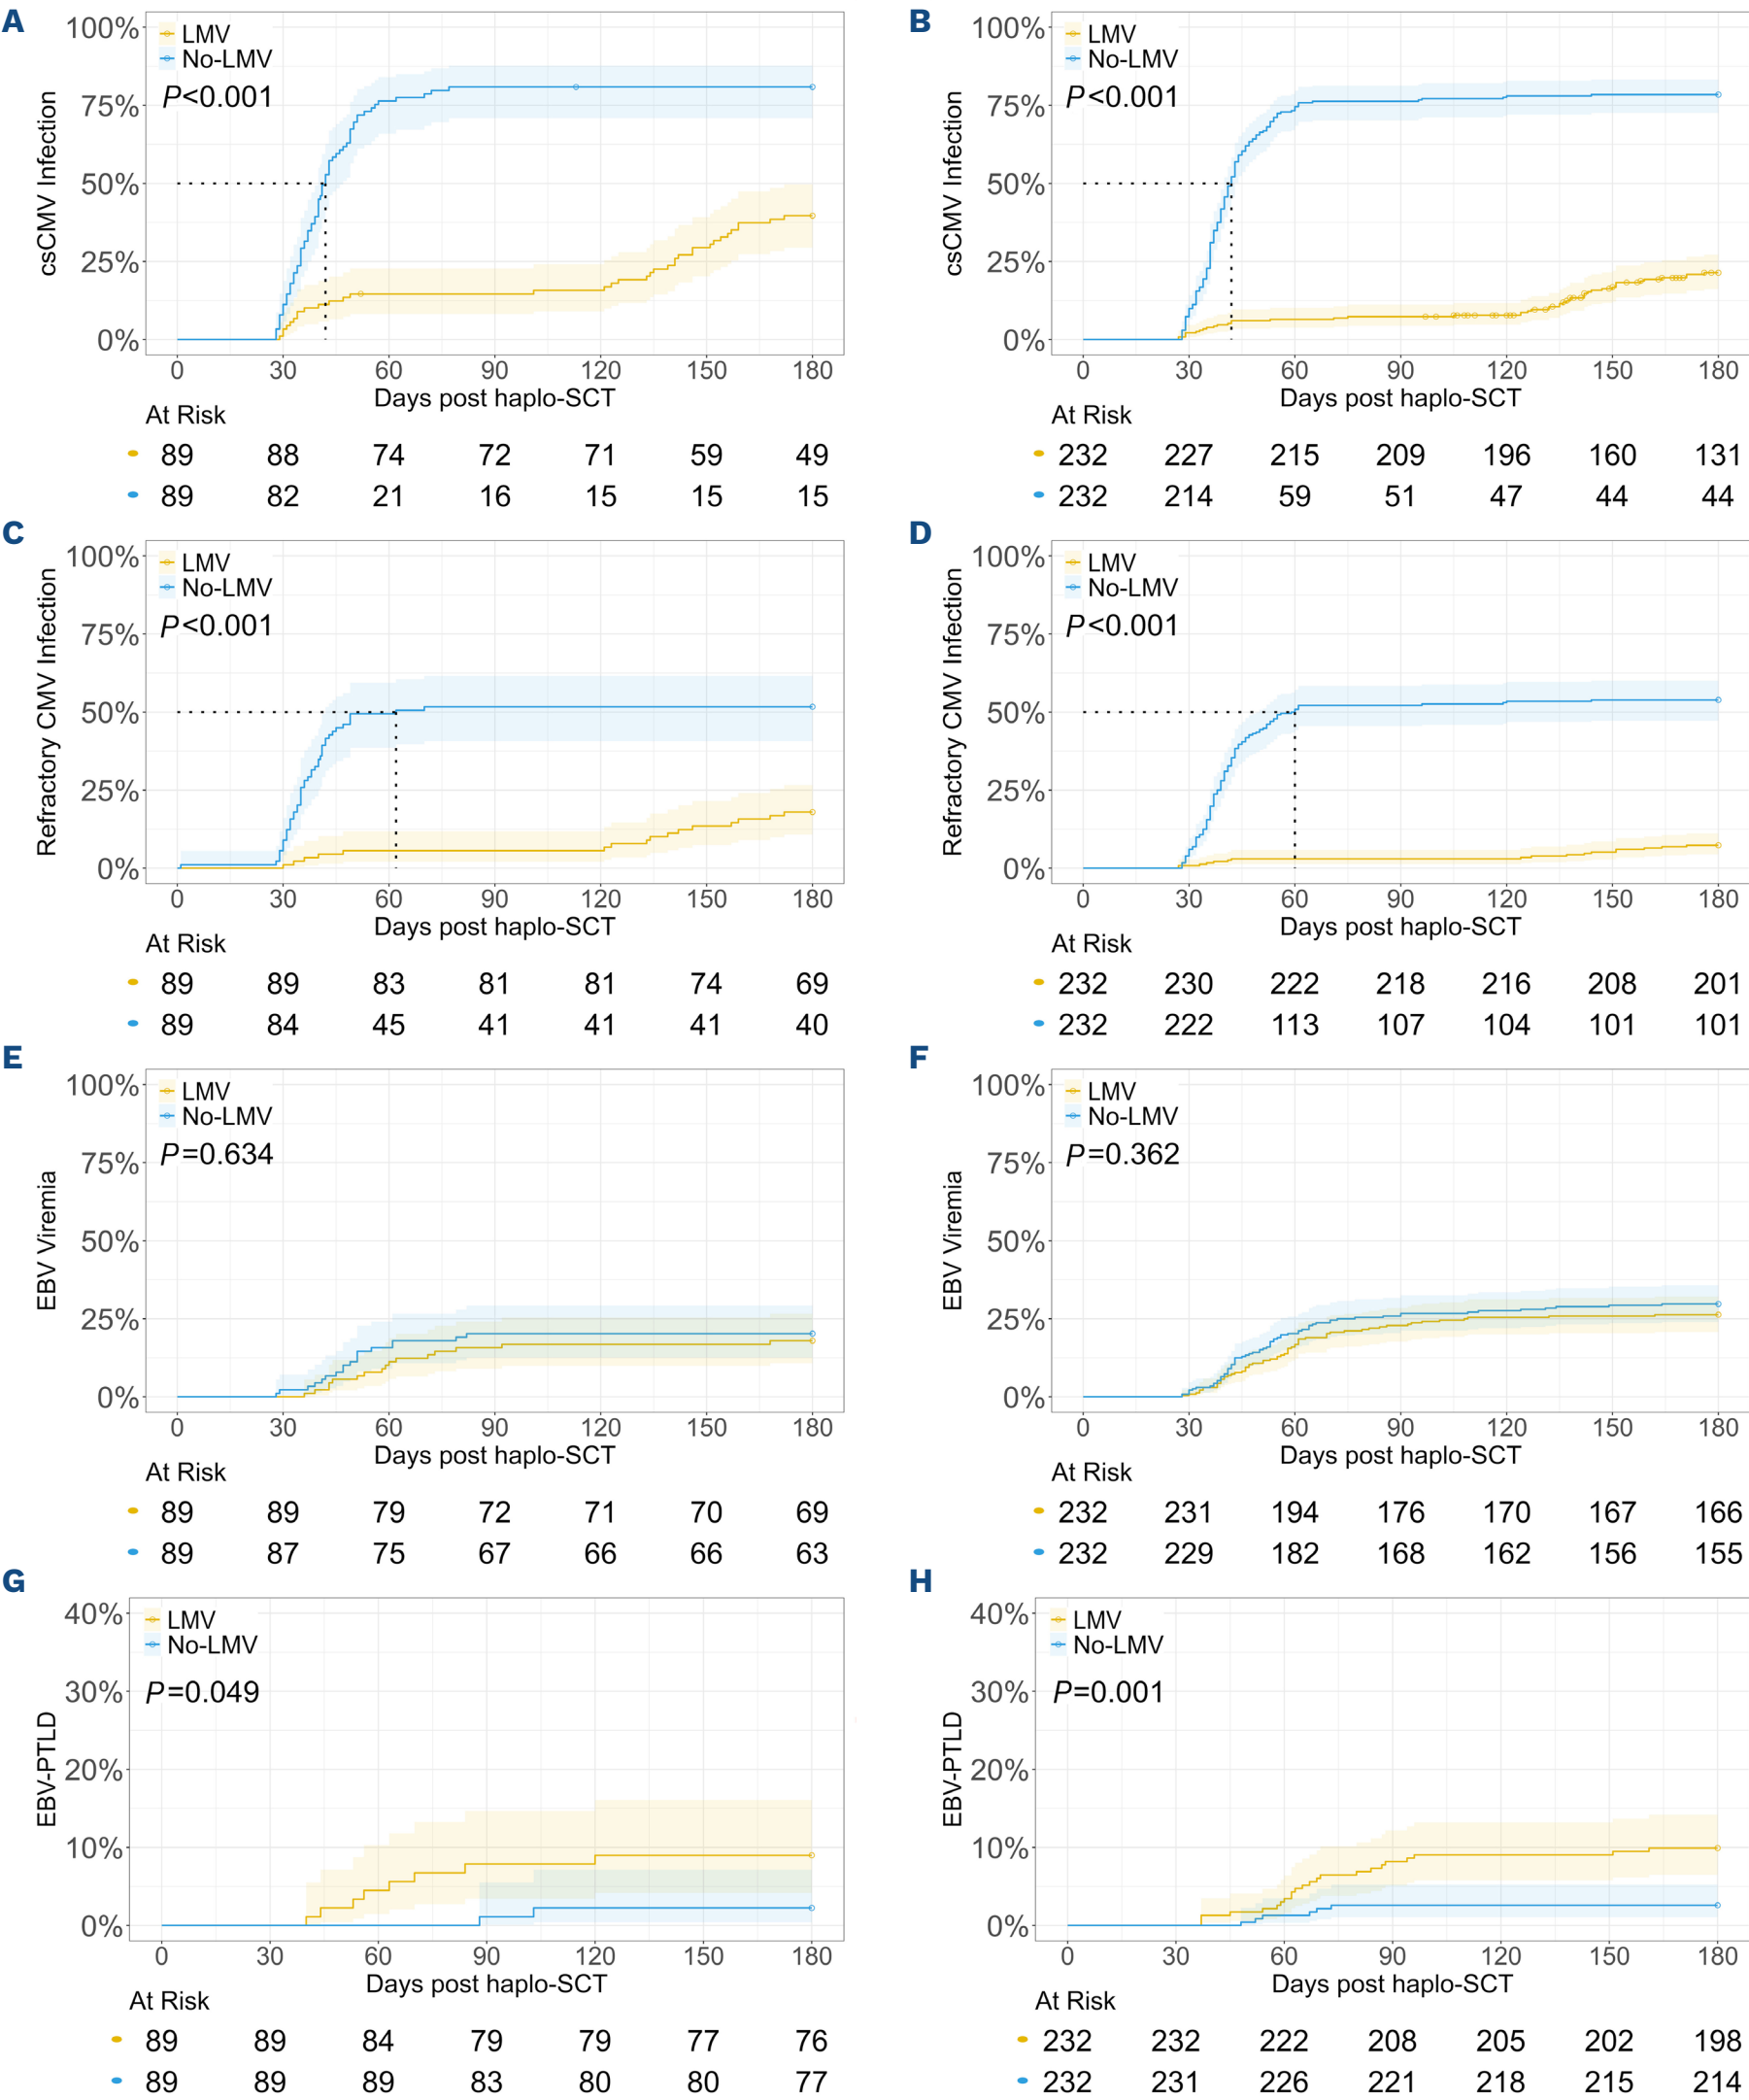 A
100%
75%
50%
25%
0%
csCMV Infection
LMV
No-LMV
P<0.001
0 30 60 90 120 150 180
Days post haplo-SCT
At Risk
89 88 74 72 71 59 49
89 82 21 16 15 15 15
B
100%
75%
50%
25%
0%
csCMV Infection
LMV
No-LMV
P<0.001
0 30 60 90 120 150 180
Days post haplo-SCT
At Risk
232 227 215 209 196 160 131
232 214 59 51 47 44 44
C
100%
75%
50%
25%
0%
Refractory CMV Infection
LMV
No-LMV
P<0.001
0 30 60 90 120 150 180
Days post haplo-SCT
At Risk
89 89 83 81 81 74 69
89 84 45 41 41 41 40
D
100%
75%
50%
25%
0%
Refractory CMV Infection
LMV
No-LMV
P<0.001
0 30 60 90 120 150 180
Days post haplo-SCT
At Risk
232 230 222 218 216 208 201
232 222 113 107 104 101 101
E
100%
75%
50%
25%
0%
EBV Viremia
LMV
No-LMV
P=0.634
0 30 60 90 120 150 180
Days post haplo-SCT
At Risk
89 89 79 72 71 70 69
89 87 75 67 66 66 63
F
100%
75%
50%
25%
0%
EBV Viremia
LMV
No-LMV
P=0.362
0 30 60 90 120 150 180
Days post haplo-SCT
At Risk
232 231 194 176 170 167 166
232 229 182 168 162 156 155
G
40%
30%
20%
10%
0%
EBV-PTLD
LMV
No-LMV
P=0.049
0 30 60 90 120 150 180
Days post haplo-SCT
At Risk
89 89 84 79 79 77 76
89 89 89 83 80 80 77
H
40%
30%
20%
10%
0%
EBV-PTLD
LMV
No-LMV
P=0.001
0 30 60 90 120 150 180
Days post haplo-SCT
At Risk
232 232 222 208 205 202 198
232 231 226 221 218 215 214